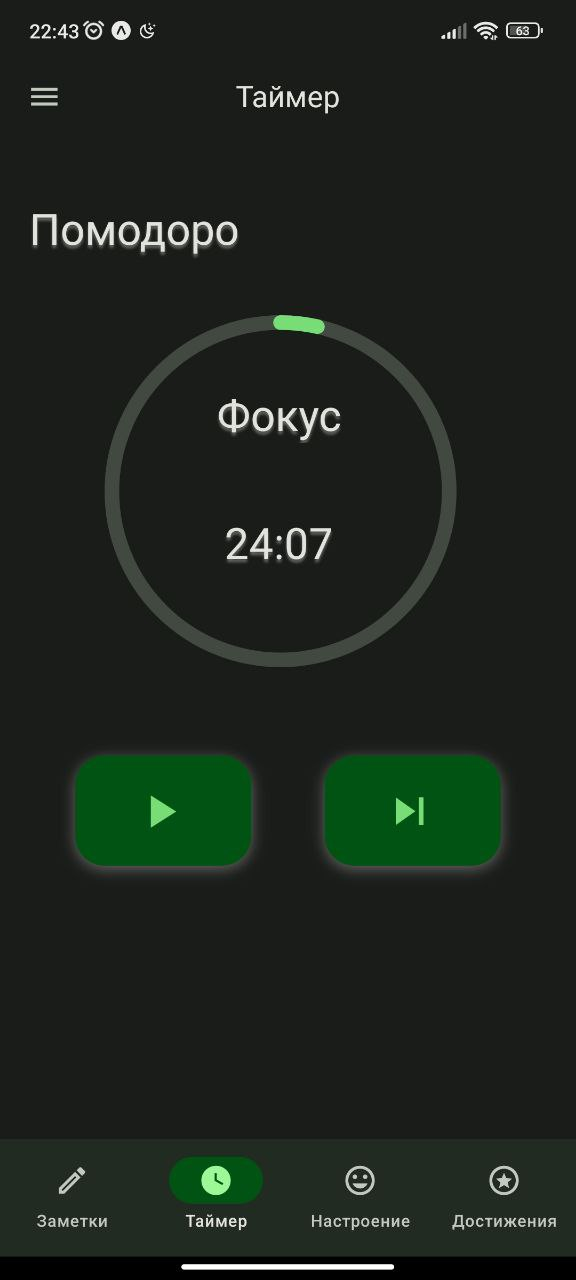 22:43
63
Таймер
Помодоро
Фокус
24:07
Заметки
Таймер
Настроение
Достижения